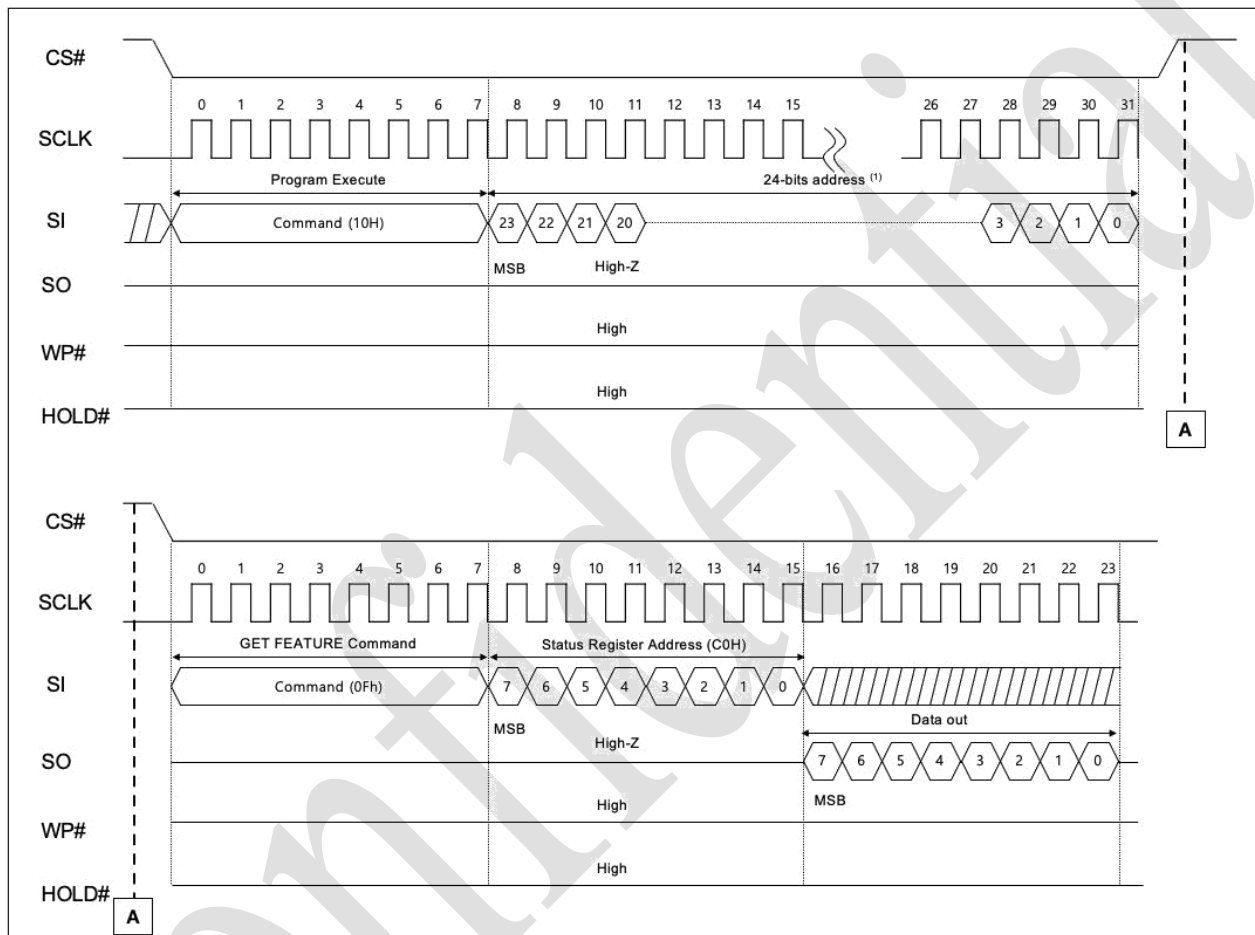 CS#
0 1 2 3 4 5 6 7 8 9 10 11 12 13 14 15 26 27 28 29 30 31
SCLK
Program Execute 24-bits address (1)
SI Command (10H) 23 22 21 20 3 2 1 0
MSB High-Z
SO
High
WP#
High
HOLD#
A
CS#
0 1 2 3 4 5 6 7 8 9 10 11 12 13 14 15 16 17 18 19 20 21 22 23
SCLK
GET FEATURE Command Status Register Address (C0H)
SI Command (0Fh) 7 6 5 4 3 2 1 0
Data out
MSB High-Z
SO 7 6 5 4 3 2 1 0
High MSB
WP#
High
HOLD#
A
onfidential